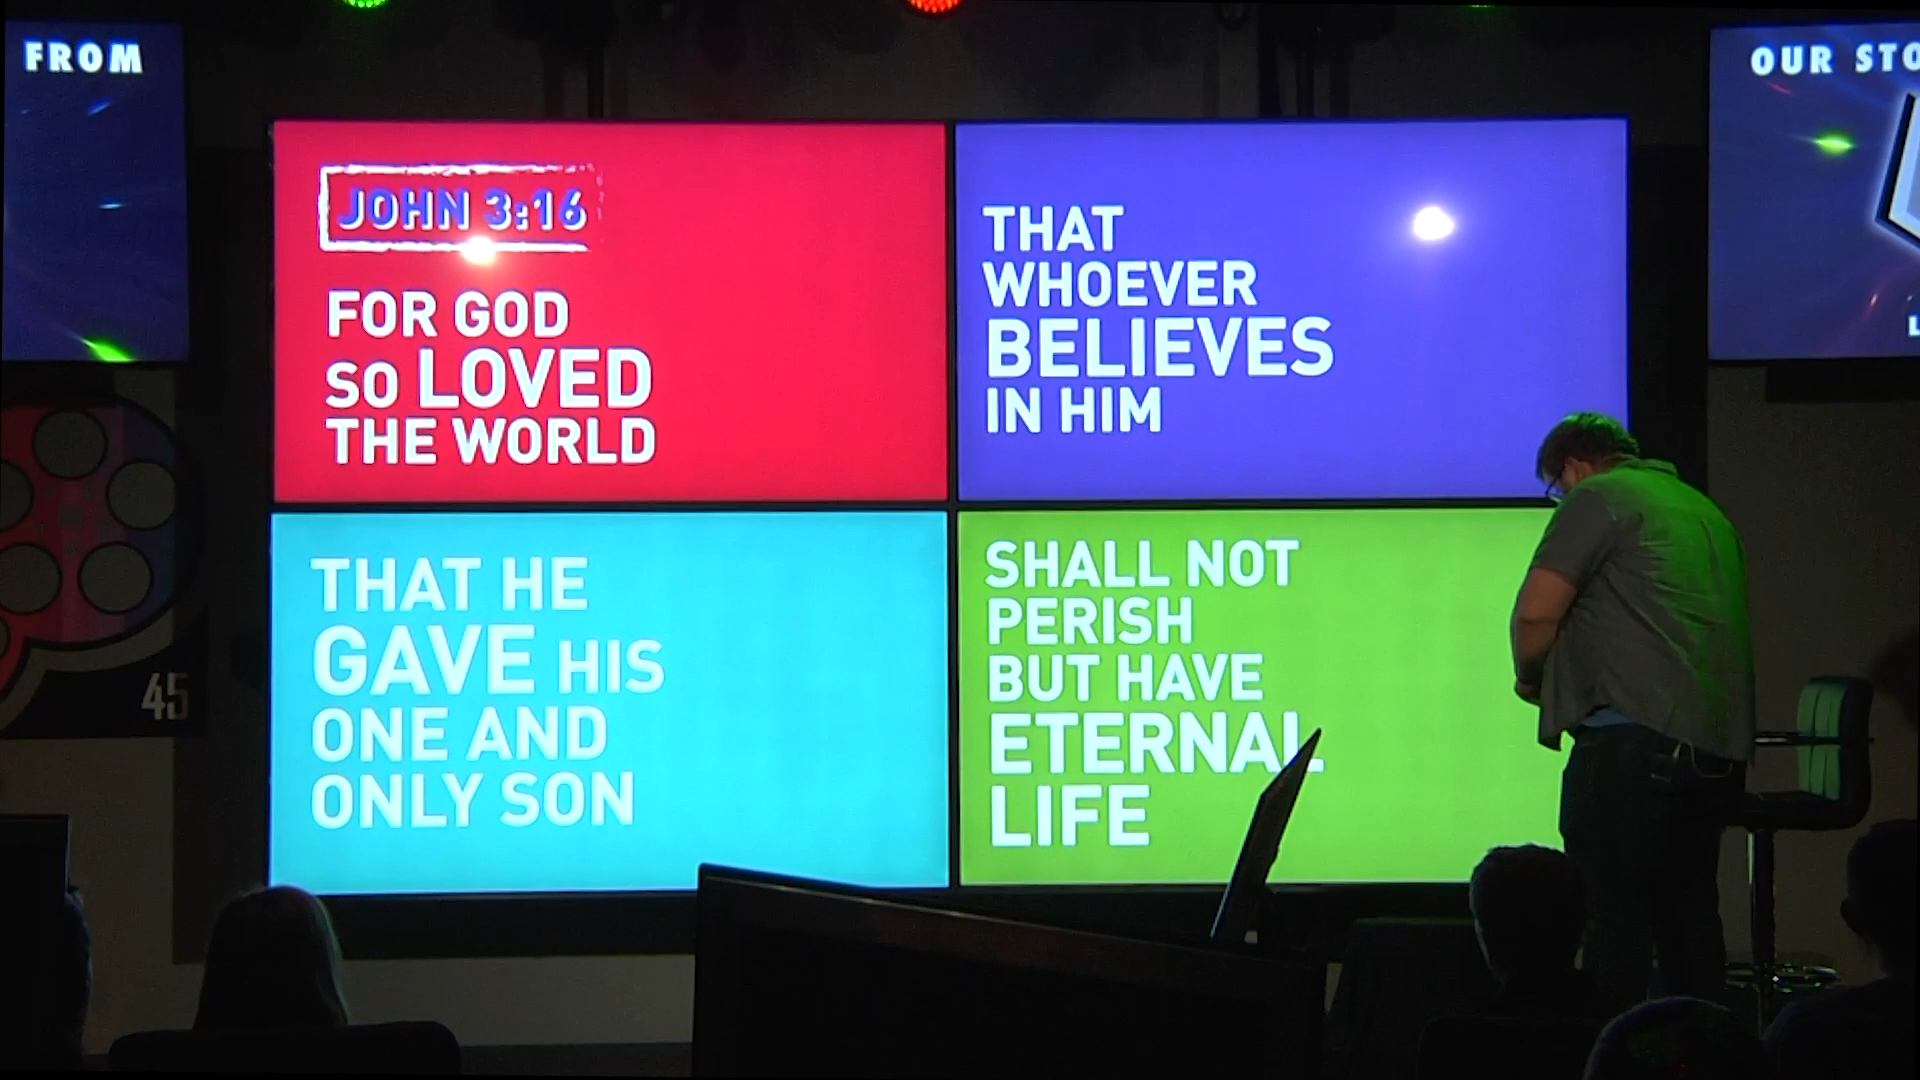 FROM
JOHN 3:16
FOR GOD
SO LOVED
THE WORLD
THAT HE
GAVE HIS
ONE AND
ONLY SON
THAT
WHOEVER
BELIEVES
IN HIM
SHALL NOT
PERISH
BUT HAVE
ETERNAL
LIFE
OUR STO
L
45